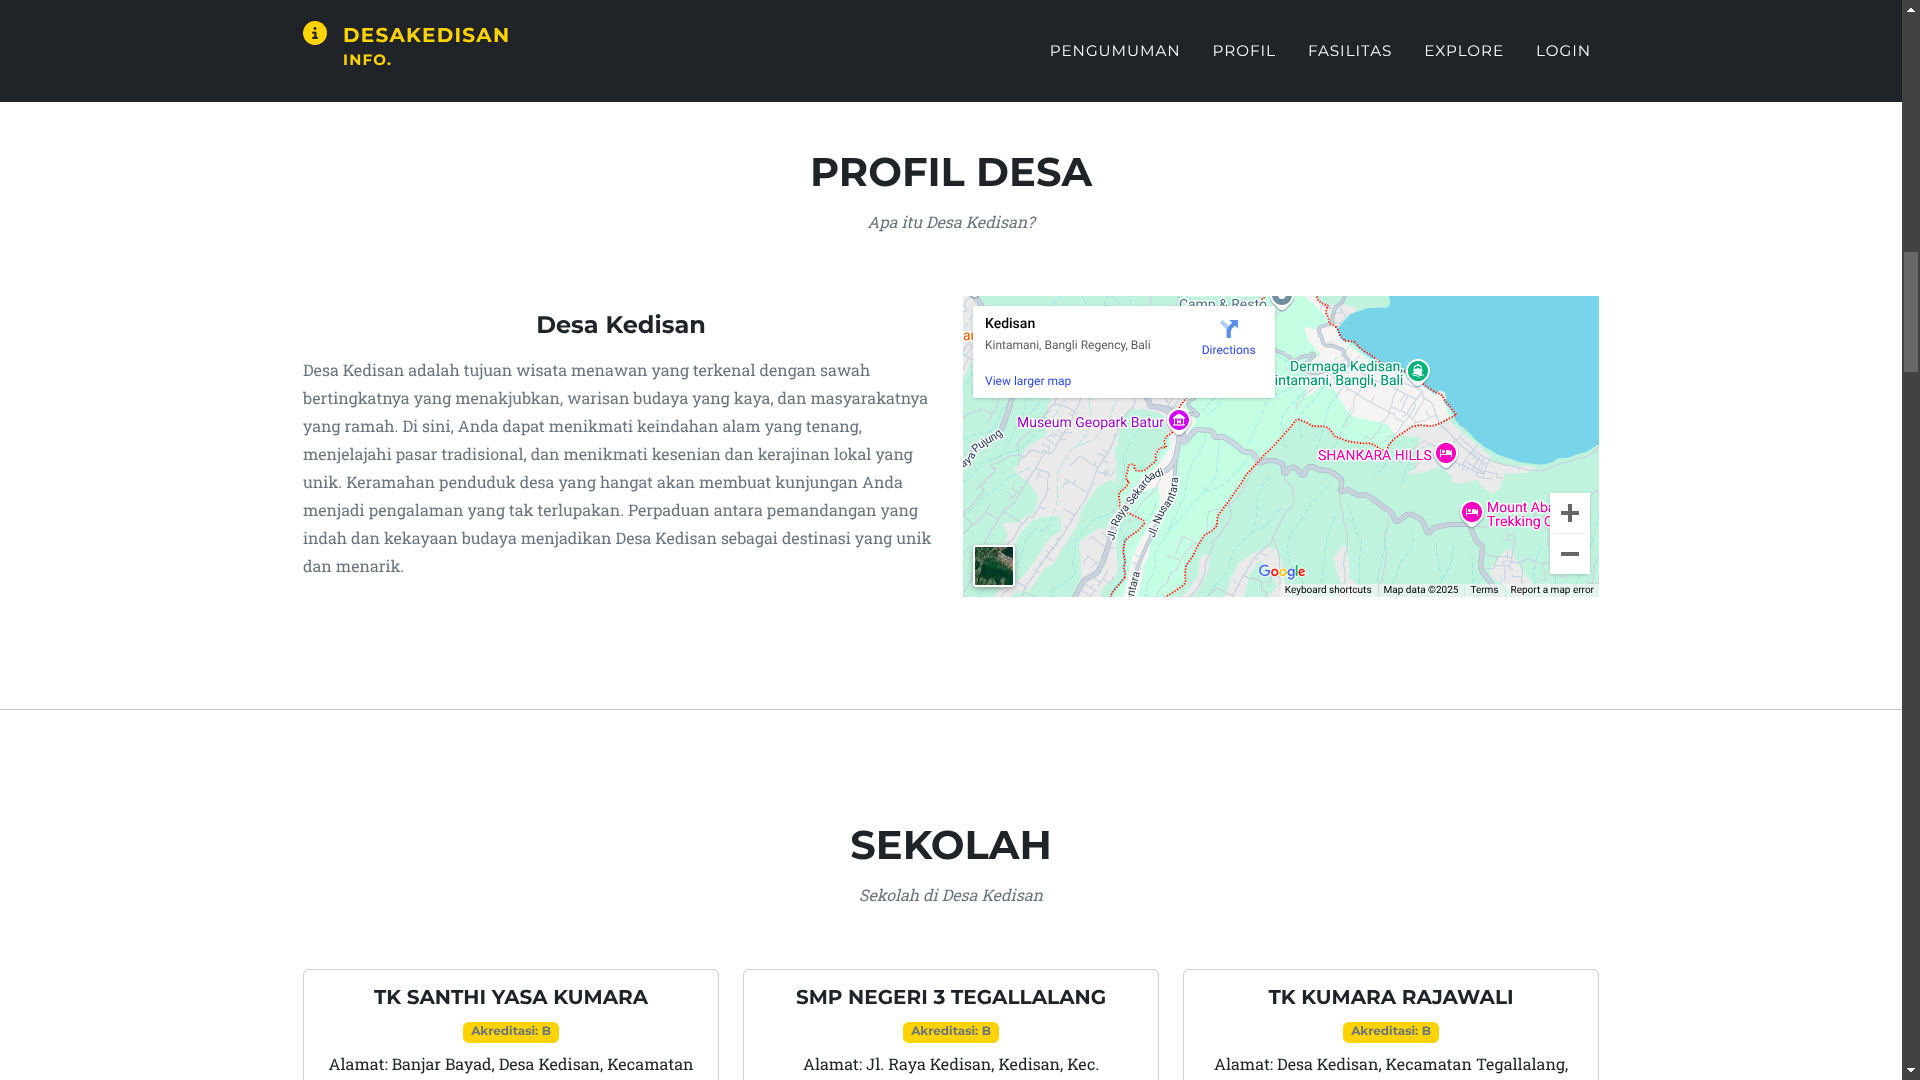 DESAKEDISAN
INFO.
PENGUMUMAN
PROFIL
FASILITAS
EXPLORE
LOGIN
PROFIL DESA
Apa itu Desa Kedisan?
Desa Kedisan
Desa Kedisan adalah tujuan wisata menawan yang terkenal dengan sawah
bertingkatnya yang menakjubkan, warisan budaya yang kaya, dan masyarakatnya
yang ramah. Di sini, Anda dapat menikmati keindahan alam yang tenang,
menjelajahi pasar tradisional, dan menikmati kesenian dan kerajinan lokal yang
unik. Keramahan penduduk desa yang hangat akan membuat kunjungan Anda
menjadi pengalaman yang tak terlupakan. Perpaduan antara pemandangan yang
indah dan kekayaan budaya menjadikan Desa Kedisan sebagai destinasi yang unik
dan menarik.
Camp & Resto
Kedisan
Kintamani, Bangli Regency, Bali
Directions
View larger map
Dermaga Kedisan,
intamani, Bangli, Bali
Museum Geopark Batur
aya Pujung
SHANKARA HILLS
Jl. Raya Sekardadi
Jl. Nusantara
ntara
Mount Aba
Trekking C
Google
Keyboard shortcuts
Map data ©2025
Terms
Report a map error
SEKOLAH
Sekolah di Desa Kedisan
TK SANTHI YASA KUMARA
Akreditasi: B
Alamat: Banjar Bayad, Desa Kedisan, Kecamatan
SMP NEGERI 3 TEGALLALANG
Akreditasi: B
Alamat: Jl. Raya Kedisan, Kedisan, Kec.
TK KUMARA RAJAWALI
Akreditasi: B
Alamat: Desa Kedisan, Kecamatan Tegallalang,